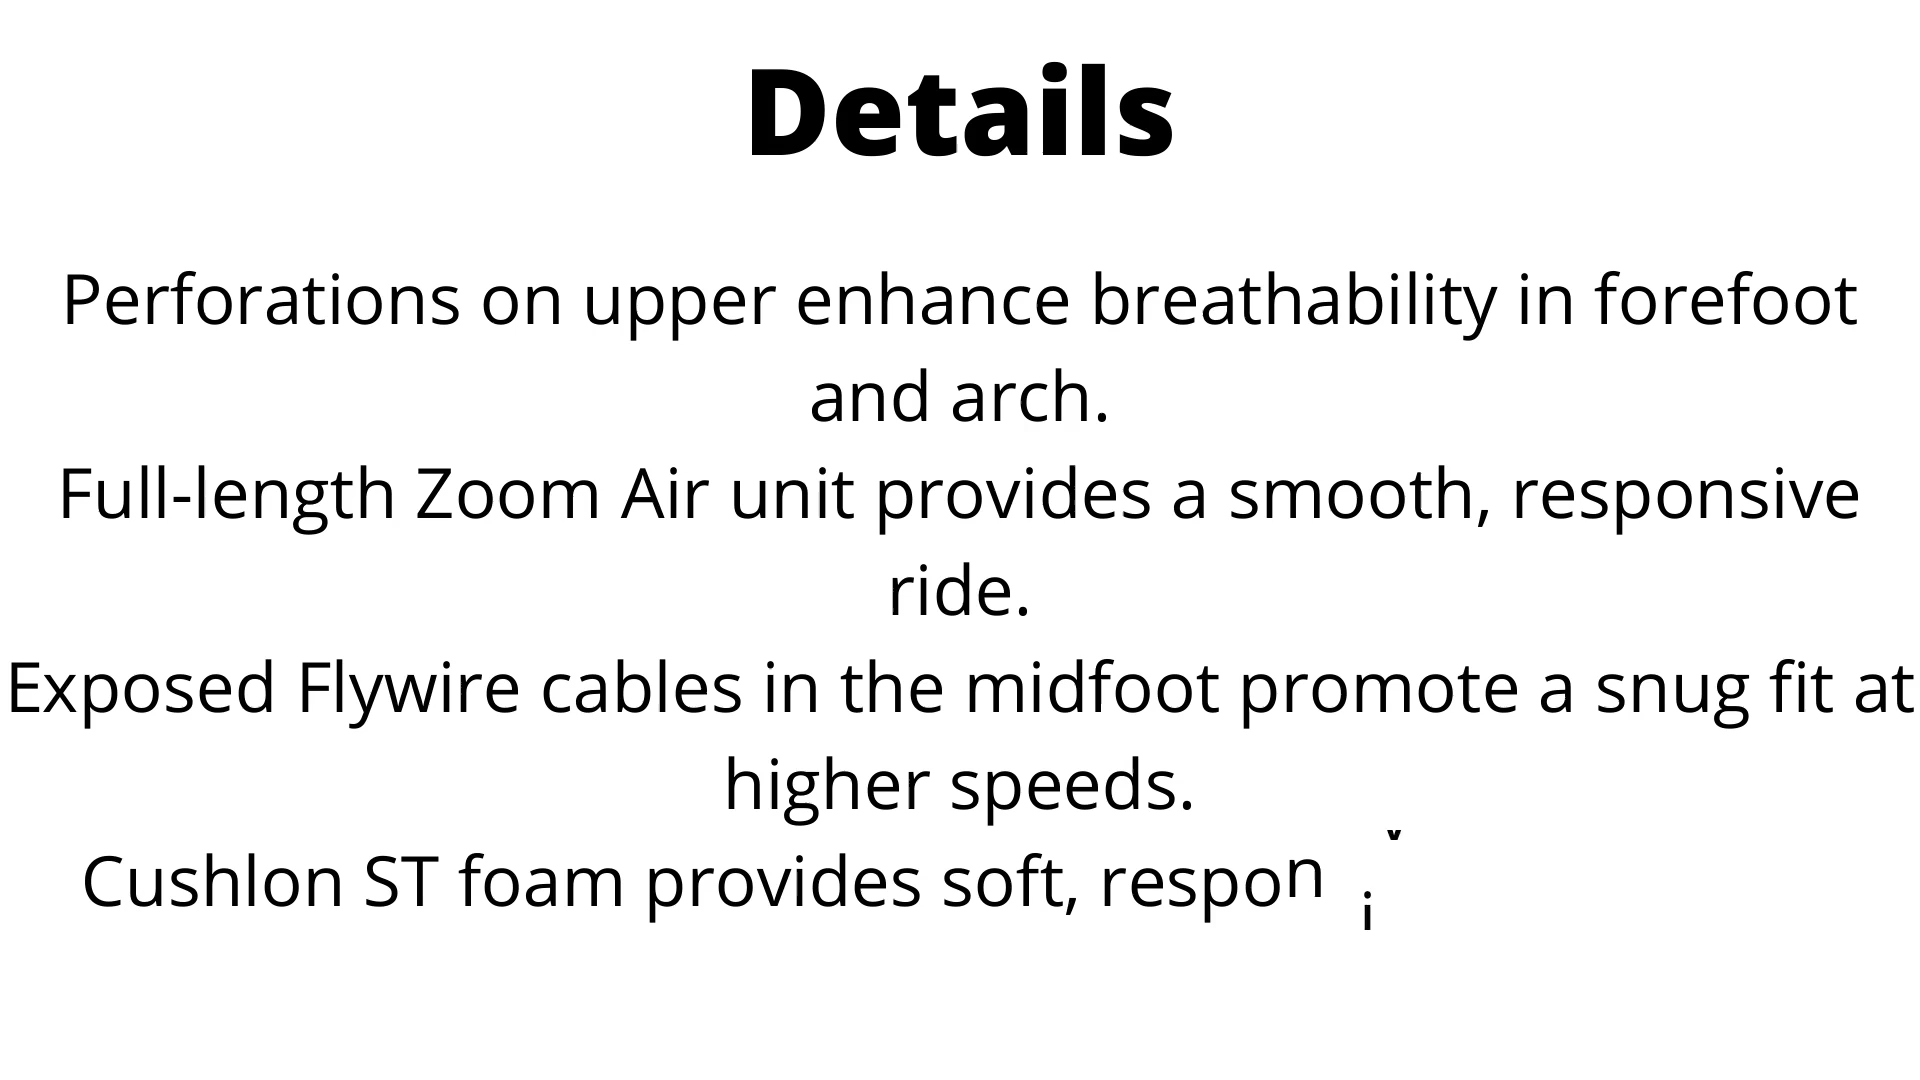 Details
Perforations on upper enhance breathability in forefoot
and arch.
Full-length Zoom Air unit provides a smooth, responsive
ride.
Exposed Flywire cables in the midfoot promote a snug fit at
higher speeds.
Cushlon ST foam provides soft,